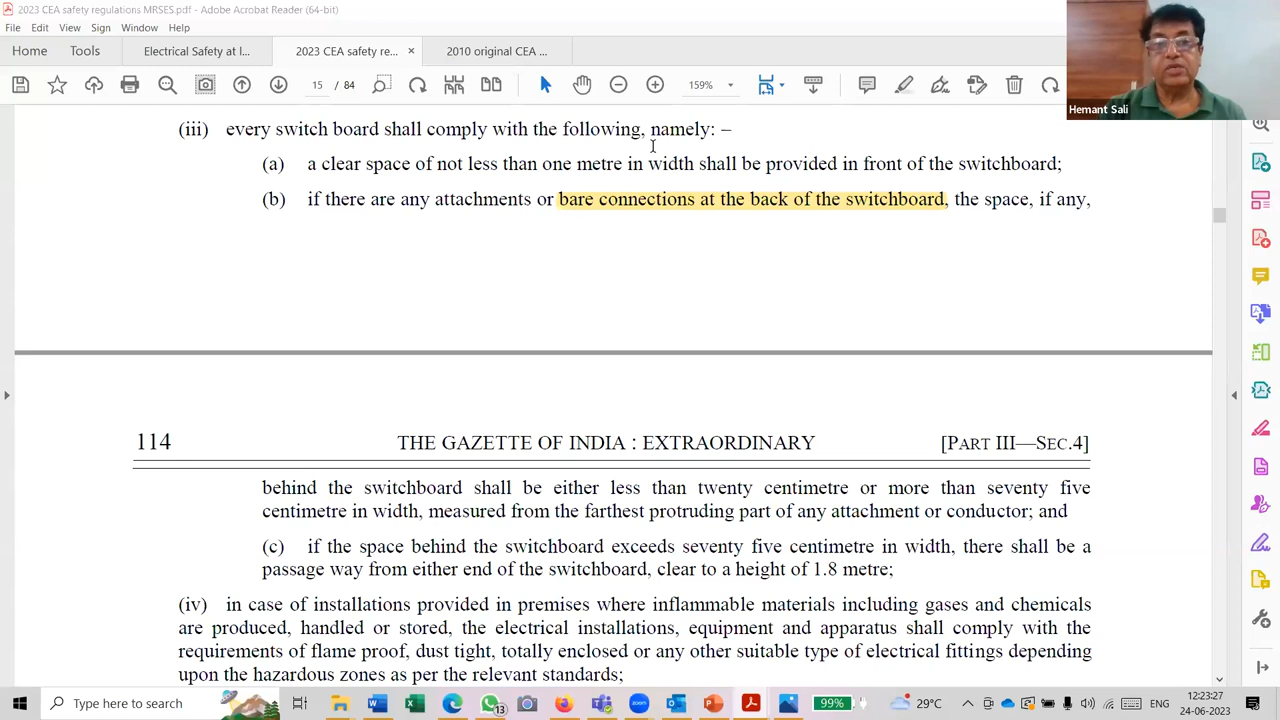 2023 CEA safety regulations MRSES.pdf - Adobe Acrobat Reader (64-bit)
File Edit View Sign Window Help
Home Tools Electrical Safety at I... 2023 CEA safety re... × 2010 original CEA ...
15 / 84 159%
Hemant Sali
(iii) every switch board shall comply with the following, namely: –
(a) a clear space of not less than one metre in width shall be provided in front of the switchboard;
(b) if there are any attachments or bare connections at the back of the switchboard, the space, if any,
114 THE GAZETTE OF INDIA : EXTRAORDINARY [PART III—SEC.4]
behind the switchboard shall be either less than twenty centimetre or more than seventy five
centimetre in width, measured from the farthest protruding part of any attachment or conductor; and
(c) if the space behind the switchboard exceeds seventy five centimetre in width, there shall be a
passage way from either end of the switchboard, clear to a height of 1.8 metre;
(iv) in case of installations provided in premises where inflammable materials including gases and chemicals
are produced, handled or stored, the electrical installations, equipment and apparatus shall comply with the
requirements of flame proof, dust tight, totally enclosed or any other suitable type of electrical fittings depending
upon the hazardous zones as per the relevant standards;
Type here to search 13 zoom 99% 29°C ENG 12:23:27
24-06-2023